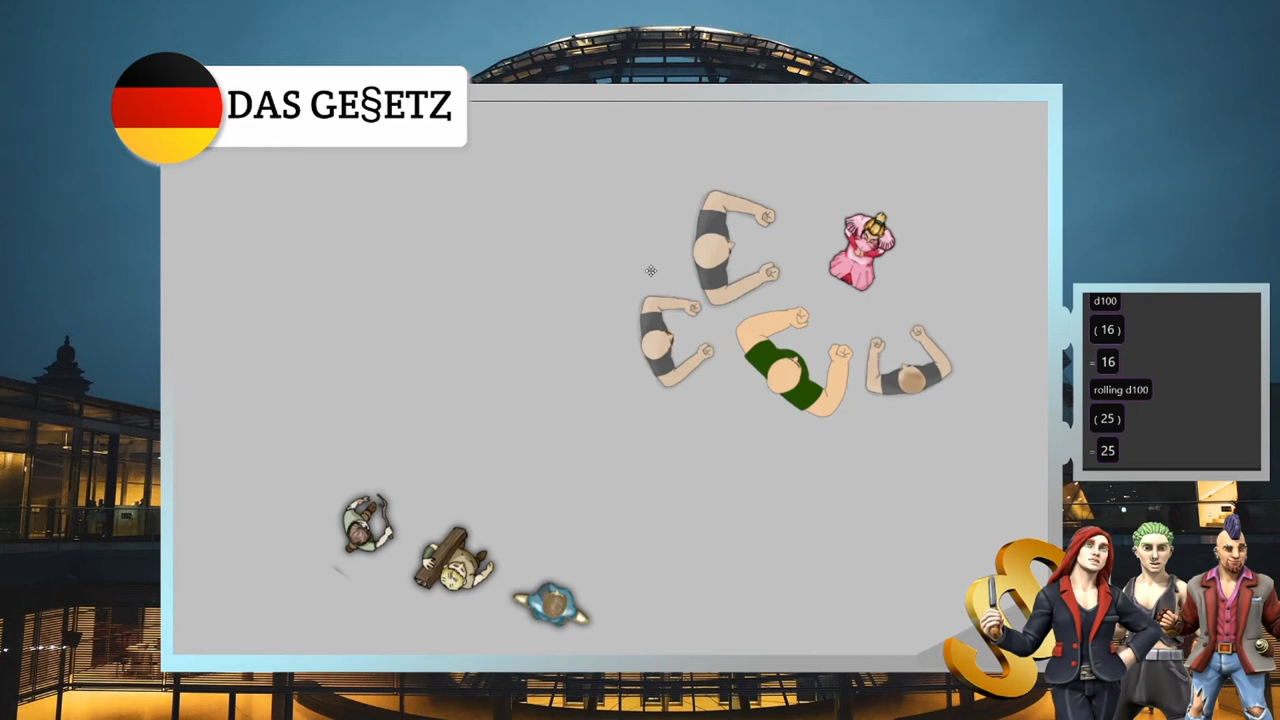 DAS GE§ETZ
d100
( 16 )
= 16
rolling d100
( 25 )
= 25
§